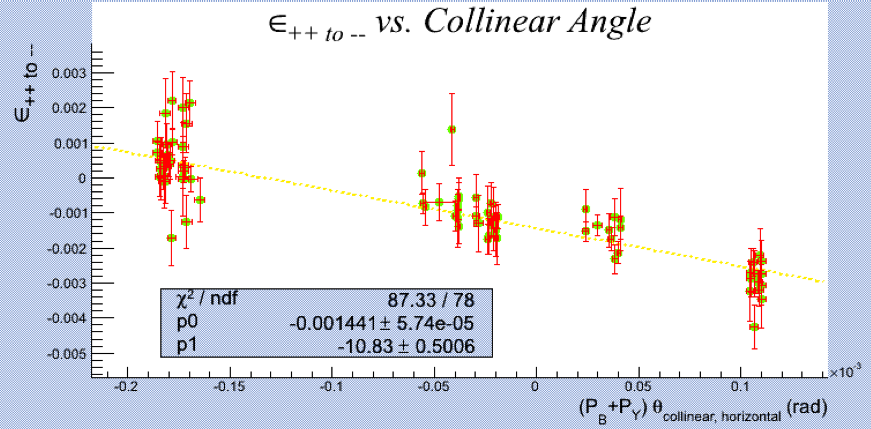 ∈++ to -- vs. Collinear Angle
∈++ to --
0.003
0.002
0.001
0
-0.001
-0.002
-0.003
-0.004
-0.005
χ² / ndf 87.33 / 78
p0 -0.001441 ± 5.74e-05
p1 -10.83 ± 0.5006
-0.2 -0.15 -0.1 -0.05 0 0.05 0.1
×10⁻³
(P_B+P_Y) θ_collinear, horizontal (rad)